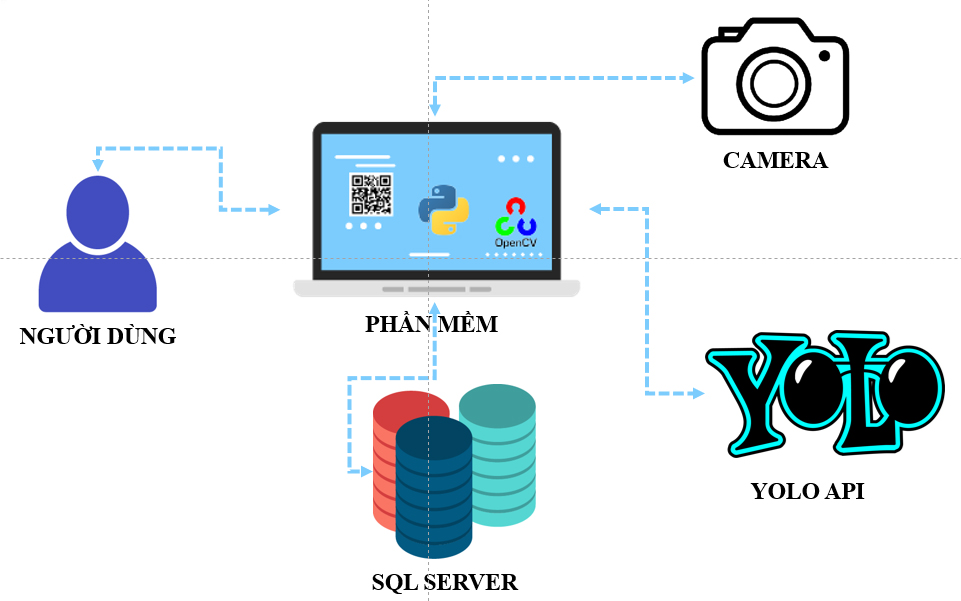 CAMERA
OpenCV
NGƯỜI DÙNG
PHẦN MỀM
YOLO
YOLO API
SQL SERVER